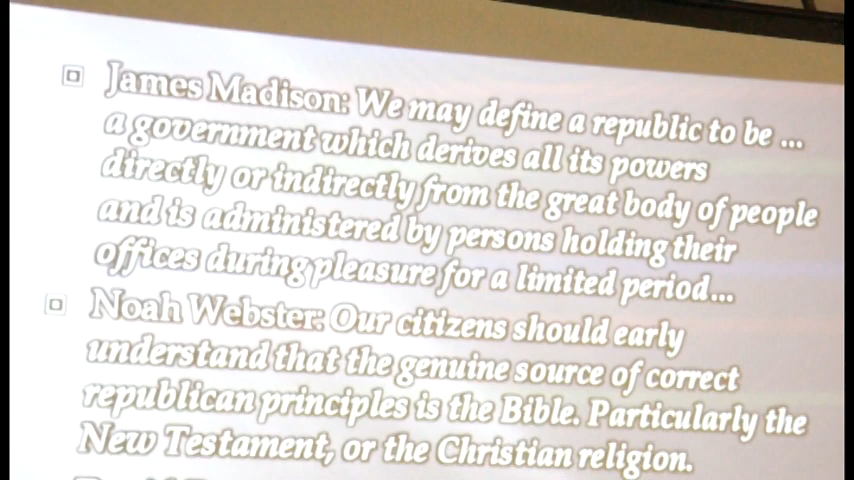 James Madison: We may define a republic to be ...
a government which derives all its powers
directly or indirectly from the great body of people
and is administered by persons holding their
offices during pleasure for a limited period...
Noah Webster: Our citizens should early
understand that the genuine source of correct
republican principles is the Bible. Particularly the
New Testament, or the Christian religion.